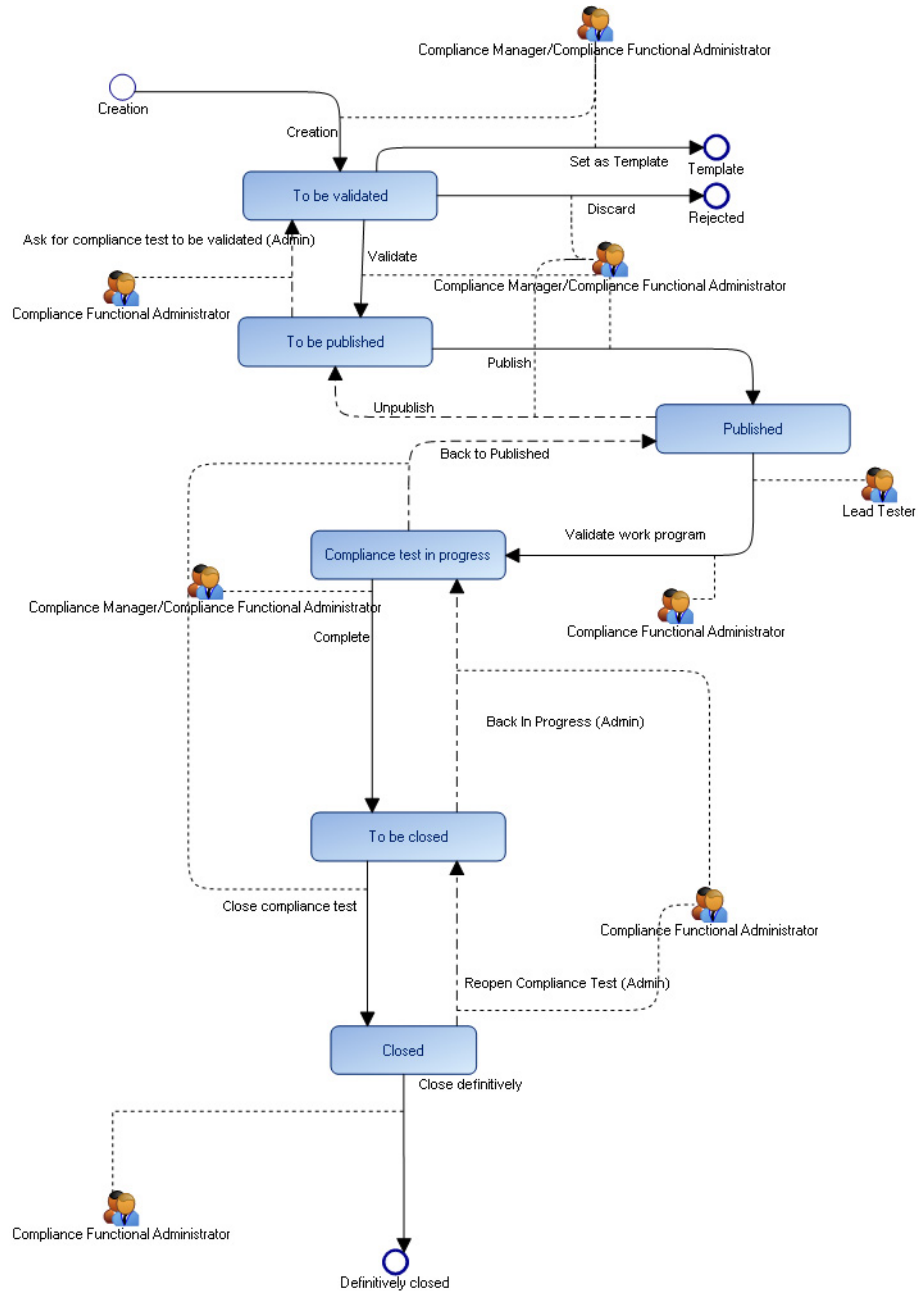 Compliance Manager/Compliance Functional Administrator
Creation
Creation
Set as Template
Template
To be validated
Discard
Rejected
Ask for compliance test to be validated (Admin)
Validate
Compliance Manager/Compliance Functional Administrator
Compliance Functional Administrator
To be published
Publish
Unpublish
Published
Back to Published
Lead Tester
Validate work program
Compliance test in progress
Compliance Manager/Compliance Functional Administrator
Compliance Functional Administrator
Complete
Back In Progress (Admin)
To be closed
Close compliance test
Compliance Functional Administrator
Reopen Compliance Test (Admin)
Closed
Close definitively
Compliance Functional Administrator
Definitively closed